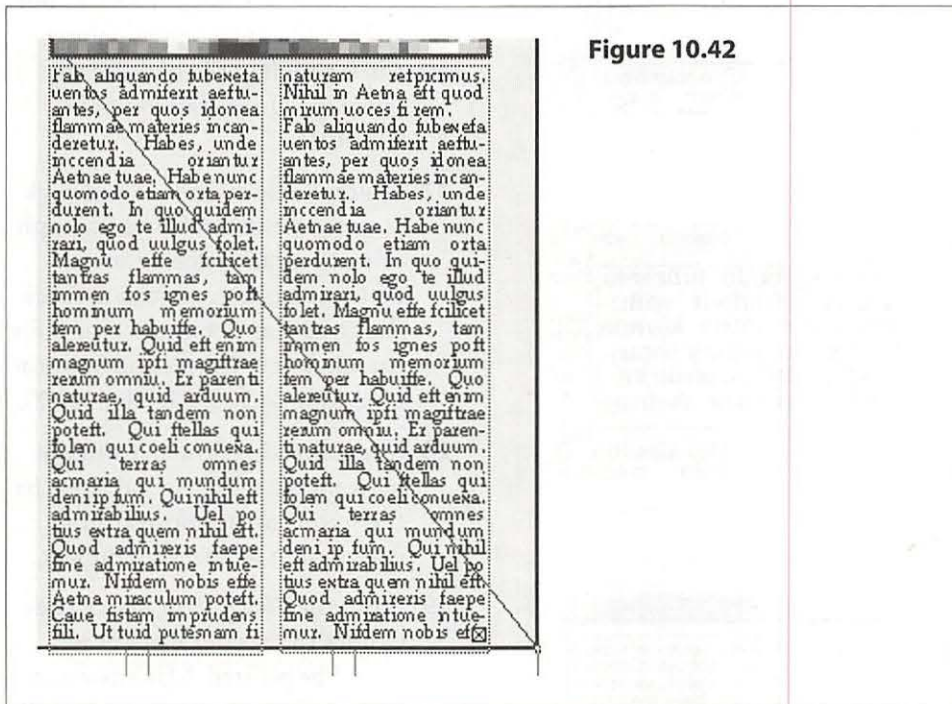 Figure 10.42
Fab aliquando fubexefa
uentos admiferit aeftu-
antes, per quos idonea
flammae materies incan-
deretur. Habes, unde
inccendia oriantur
Aetnae tuae. Habe nunc
quomodo etiam orta per-
durent. In quo quidem
nolo ego te illud admi-
rari, quod uulgus folet.
Magnu effe fcilicet
tantras flammas, tam
immen fos ignes poft
hominum memorium
fem per habuiffe. Quo
alereutur. Quid eft enim
magnum ipfi magiftrae
rerum omniu. Er parenti
naturae, quid arduum.
Quid illa tandem non
poteft. Qui ftellas qui
folem qui coeli conuexa.
Qui terras omnes
acmaria qui mundum
deni ip fum. Qui nihil eft
admirabilius. Uel po
tius extra quem nihil eft.
Quod admireris faepe
fine admiratione intue-
mur. Nifdem nobis effe
Aetna miraculum poteft.
Caue fistam imprudens
fili. Ut tuid putesnam fi
naturam refpicimus.
Nihil in Aetna eft quod
mirum uoces fi rem.
Fab aliquando fubexefa
uentos admiferit aeftu-
antes, per quos idonea
flammae materies incan-
deretur. Habes, unde
inccendia oriantur
Aetnae tuae. Habe nunc
quomodo etiam orta
perdurent. In quo qui-
dem nolo ego te illud
admirari, quod uulgus
folet. Magnu effe fcilicet
tantras flammas, tam
immen fos ignes poft
hominum memorium
fem per habuiffe. Quo
alereutur. Quid eft enim
magnum ipfi magiftrae
rerum omniu. Er paren-
ti naturae, quid arduum.
Quid illa tandem non
poteft. Qui ftellas qui
folem qui coeli conuexa.
Qui terras omnes
acmaria qui mundum
deni ip fum. Qui nihil
eft admirabilius. Uel po
tius extra quem nihil eft.
Quod admireris faepe
fine admiratione intue-
mur. Nifdem nobis eff